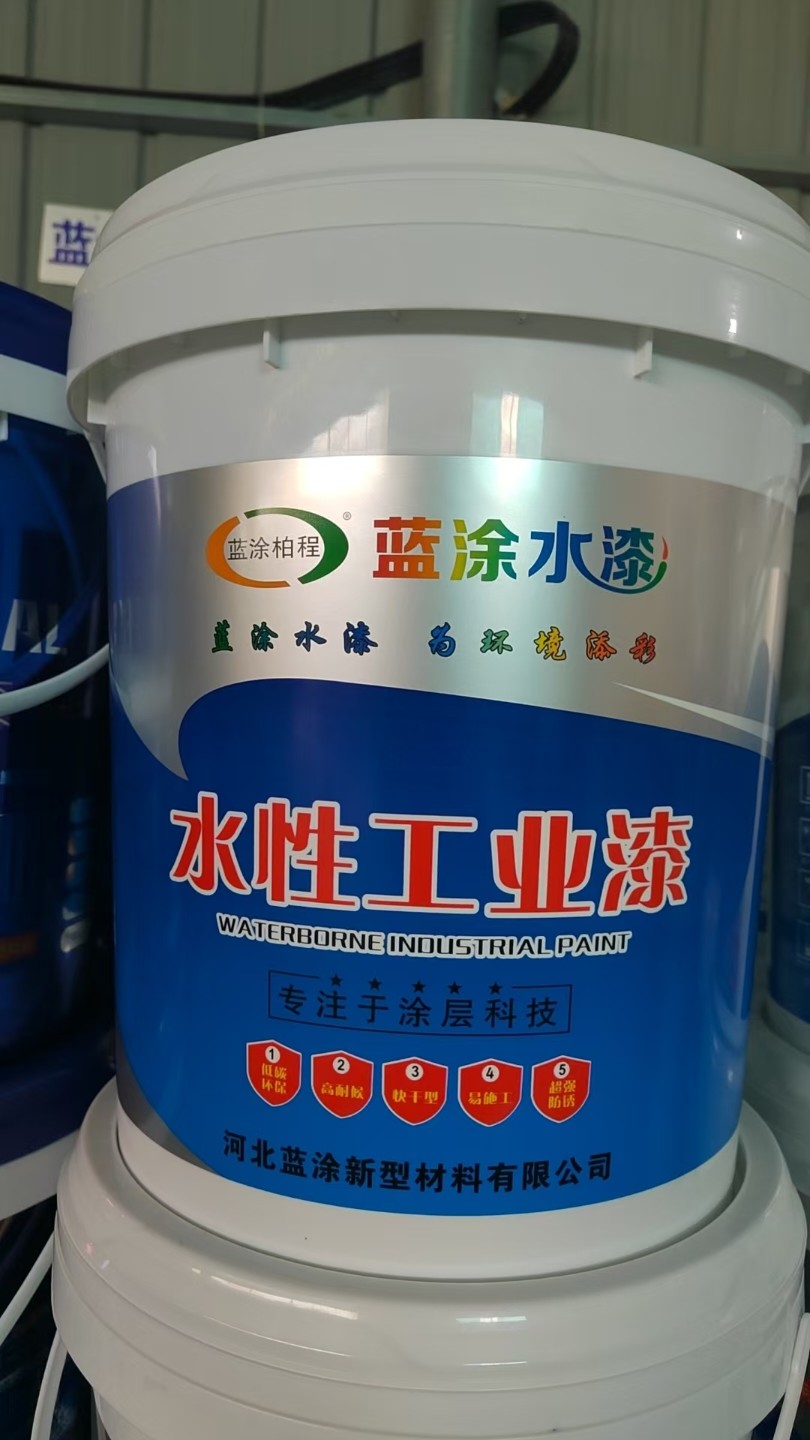 蓝
蓝涂柏程®
蓝涂水漆
蓝涂水漆 为环境添彩
AL
水性工业漆
WATERBORNE INDUSTRIAL PAINT
专注于涂层科技
1 低碳环保
2 高耐候
3 快干型
4 易施工
5 超强防锈
河北蓝涂新型材料有限公司